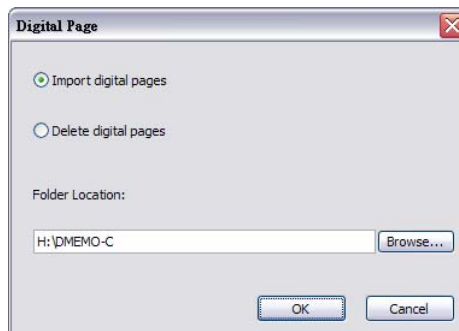 Digital Page
Import digital pages
Delete digital pages
Folder Location:
H:\DMEMO-C
Browse...
OK
Cancel